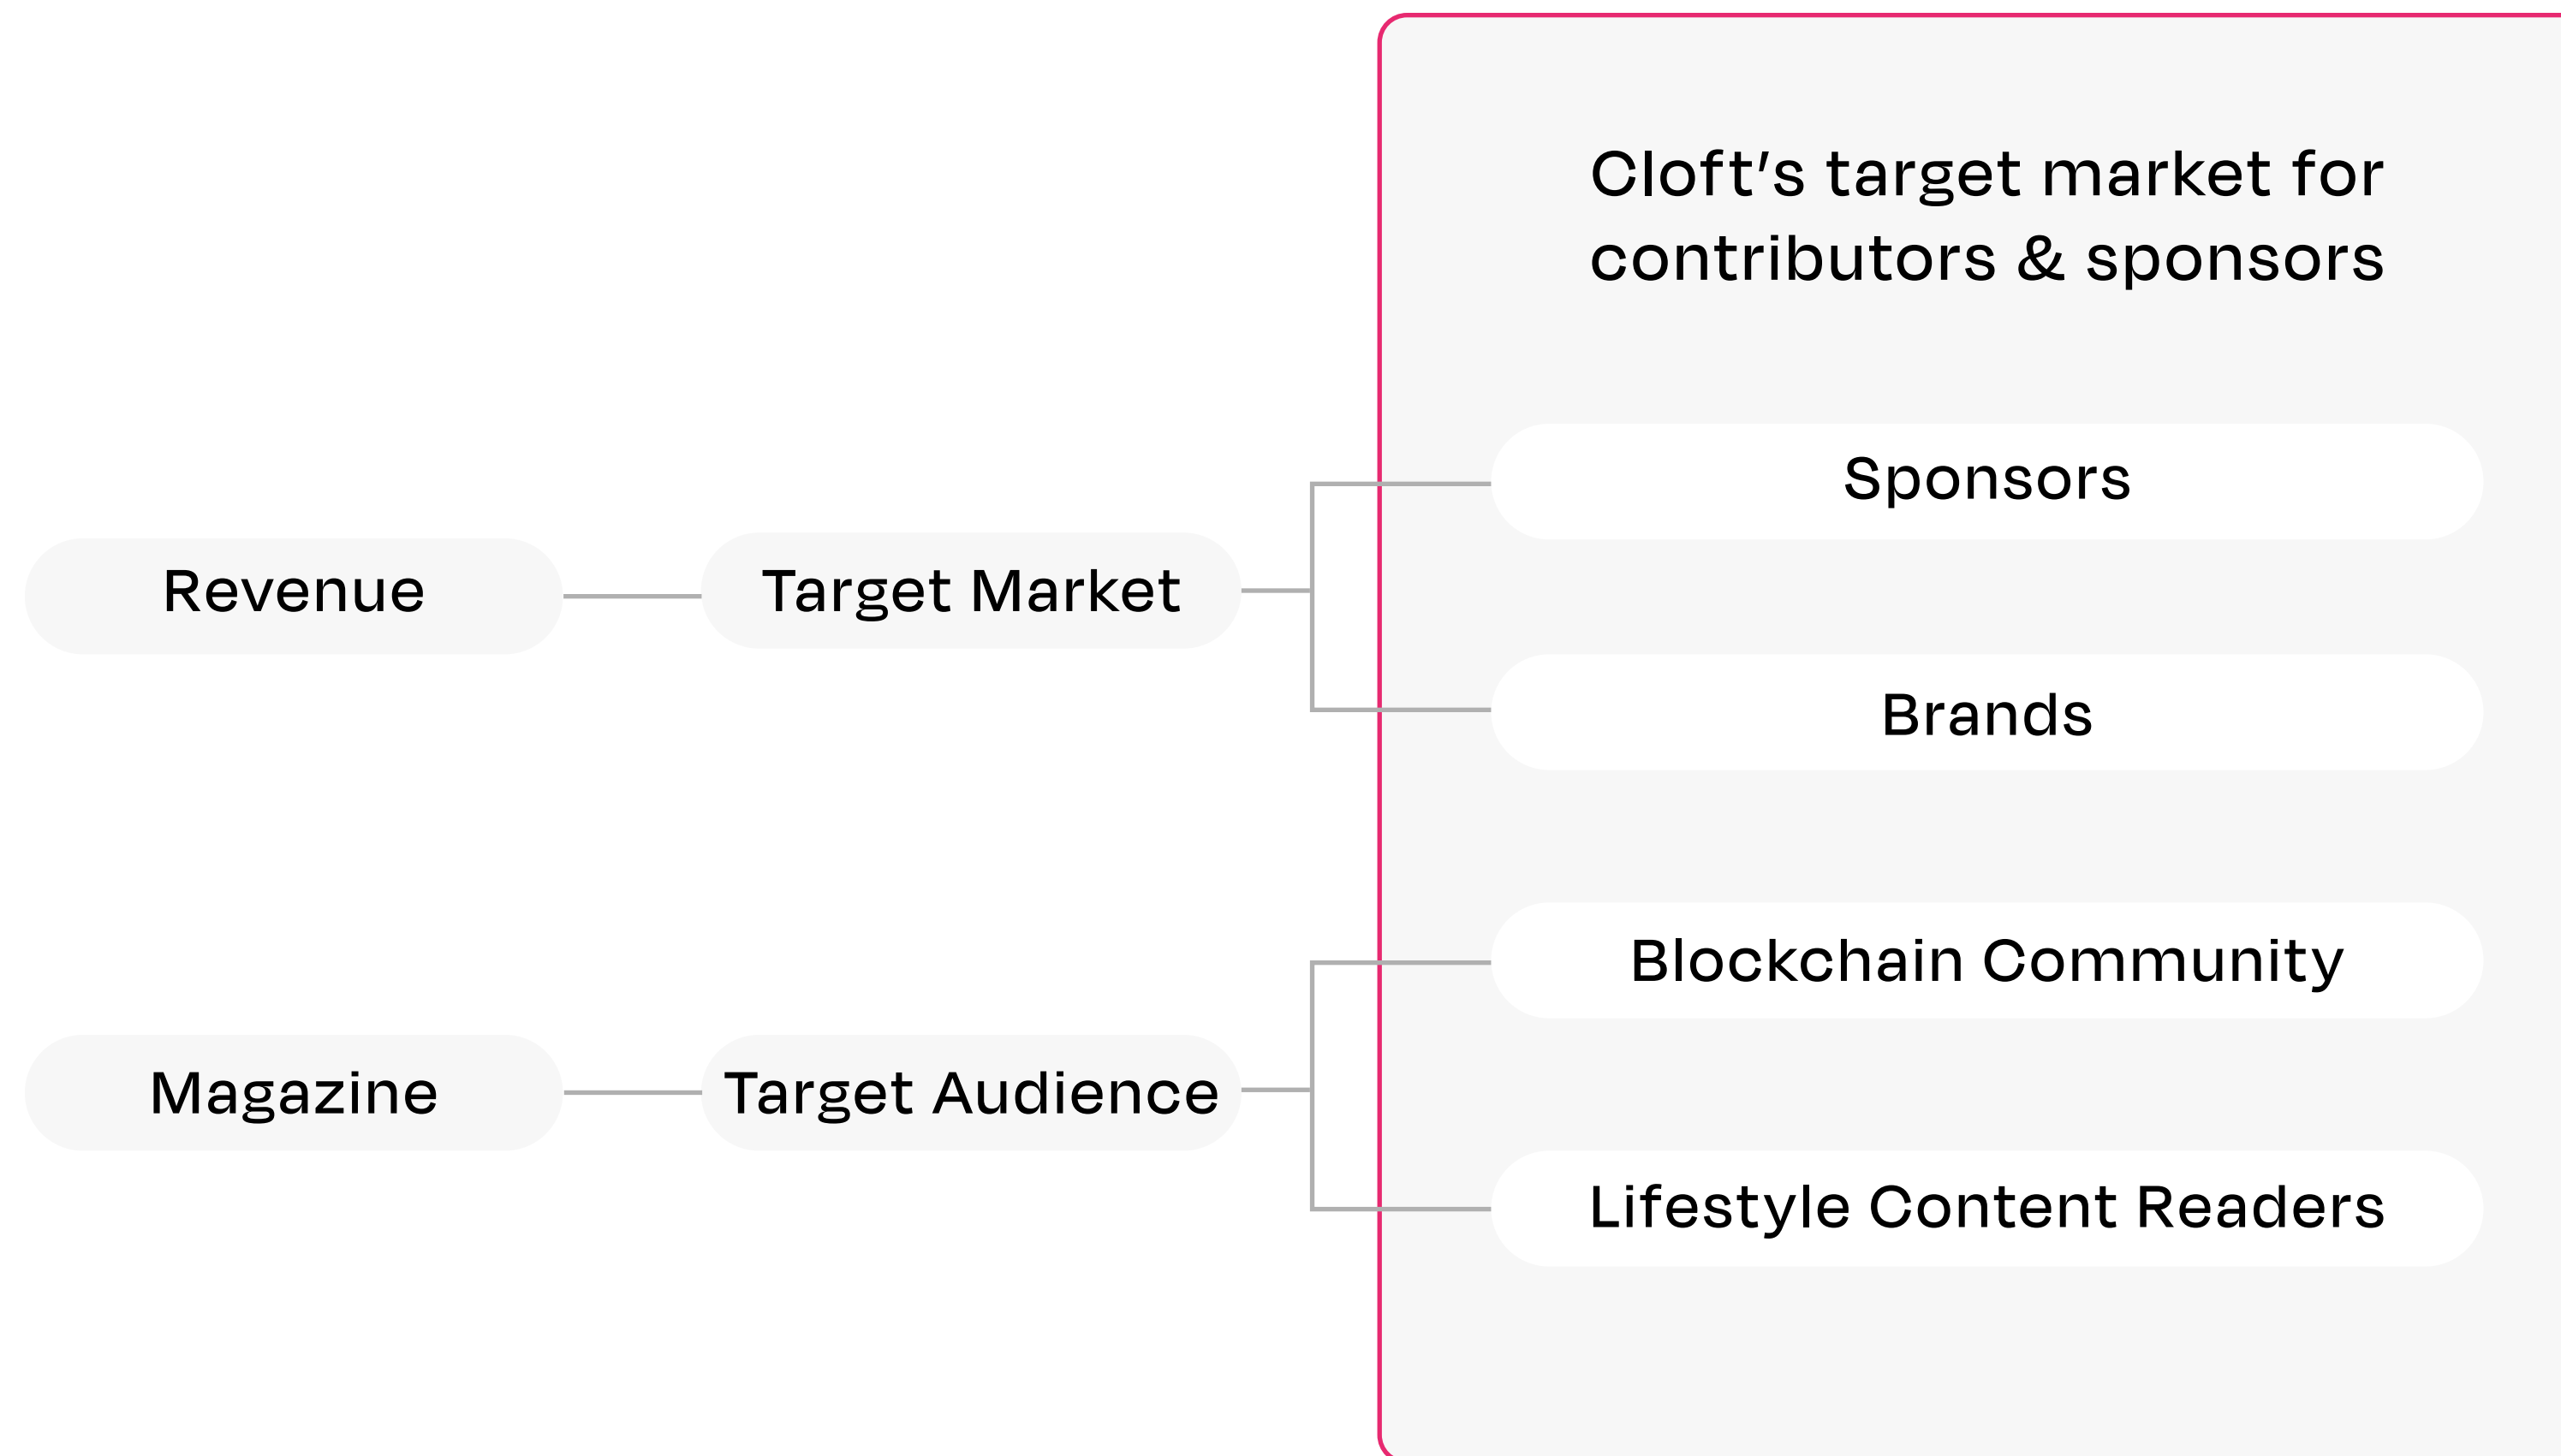 Cloft’s target market for
contributors & sponsors
Revenue
Target Market
Sponsors
Brands
Magazine
Target Audience
Blockchain Community
Lifestyle Content Readers